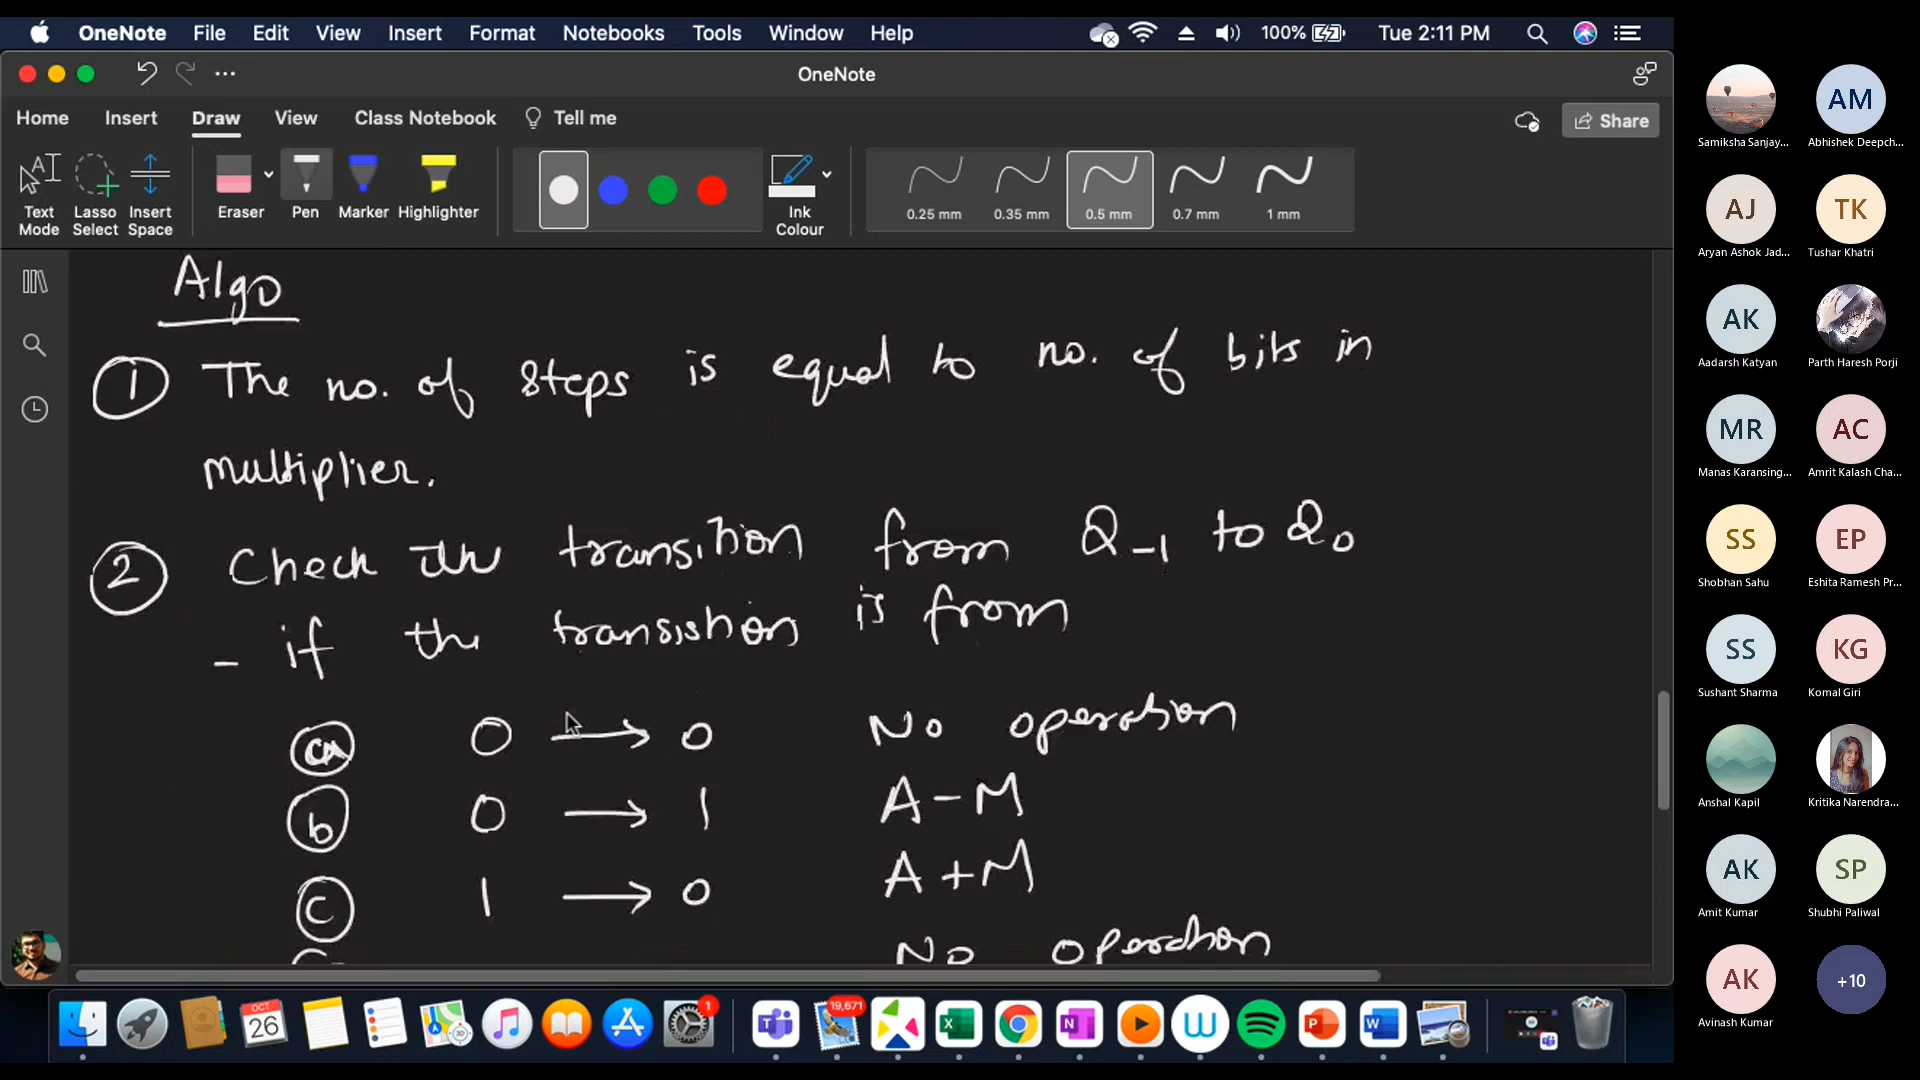 OneNote File Edit View Insert Format Notebooks Tools Window Help 100% Tue 2:11 PM
OneNote
Home Insert Draw View Class Notebook Tell me Share
Text Mode
Lasso Select
Insert Space
Eraser
Pen
Marker
Highlighter
Ink Colour
0.25 mm 0.35 mm 0.5 mm 0.7 mm 1 mm
Algo
① The no. of steps is equal to no. of bits in
multiplier.
② Check the transition from Q-1 to Q0
- if the transistion is from
ⓐ 0 → 0 No operation
ⓑ 0 → 1 A - M
ⓒ 1 → 0 A + M
No operation
Samiksha Sanjay...
AM
Abhishek Deepch...
AJ
Aryan Ashok Jad...
TK
Tushar Khatri
AK
Aadarsh Katyan
Parth Haresh Porji
MR
Manas Karansing...
AC
Amrit Kalash Cha...
SS
Shobhan Sahu
EP
Eshita Ramesh Pr...
SS
Sushant Sharma
KG
Komal Giri
Anshal Kapil
Kritika Narendra...
AK
Amit Kumar
SP
Shubhi Paliwal
AK
Avinash Kumar
+10
OCT 26
1
19,671